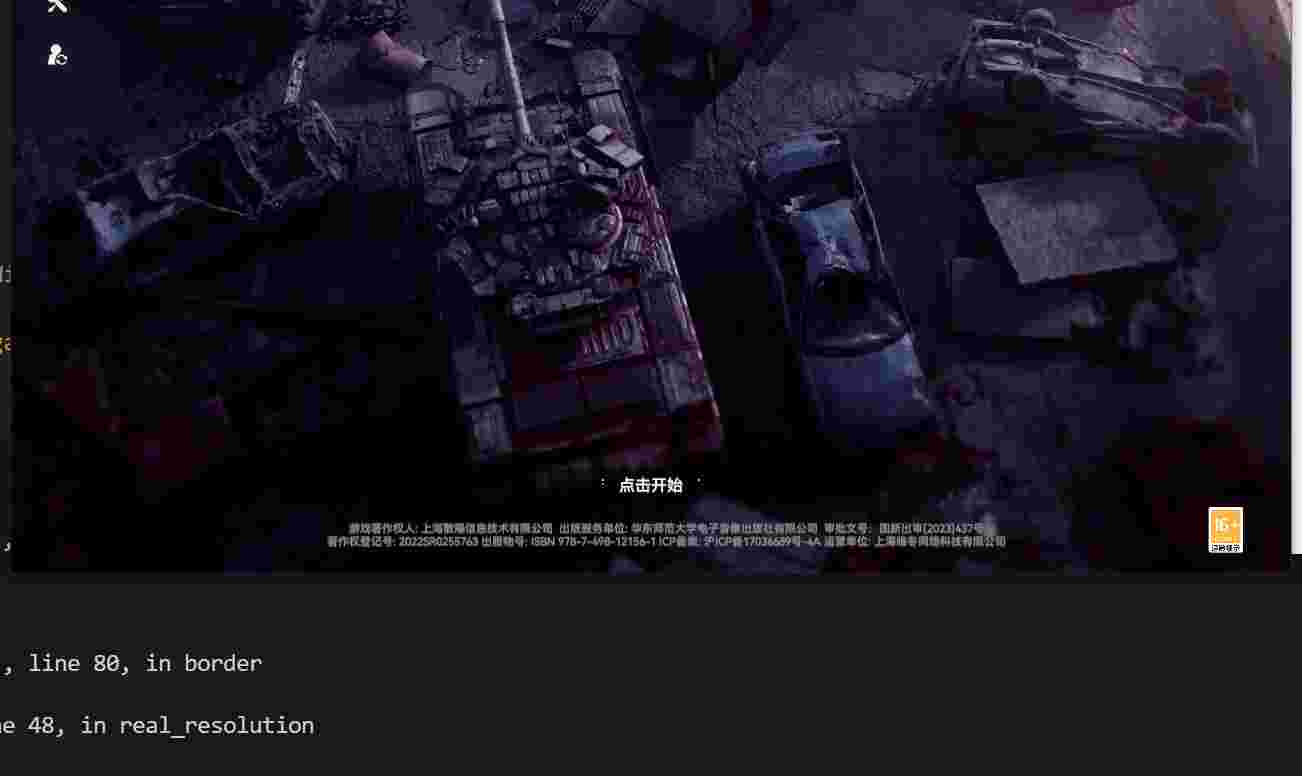 点击开始
游戏著作权人: 上海散爆信息技术有限公司 出版服务单位: 华东师范大学电子音像出版社有限公司 审批文号: 国新出审[2023]437号
著作权登记号: 2022SR0255763 出版物号: ISBN 978-7-498-12156-1 ICP备案: 沪ICP备17036689号-4A 运营单位: 上海暗冬网络科技有限公司
16+
适龄提示
, line 80, in border
e 48, in real_resolution